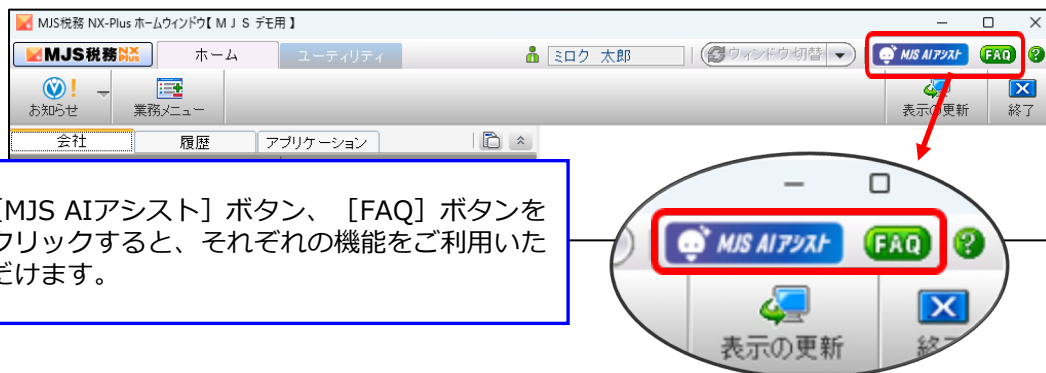 MJS税務 NX-Plus ホームウィンドウ【ＭＪＳ デモ用】
MJS税務NX Plus ホーム ユーティリティ ミロク 太郎 ウィンドウ切替 MJS AIアシスト FAQ ?
お知らせ 業務メニュー 表示の更新 終了
会社 履歴 アプリケーション
［MJS AIアシスト］ボタン、［FAQ］ボタンを
クリックすると、それぞれの機能をご利用いた
だけます。
MJS AIアシスト FAQ ?
表示の更新 終了